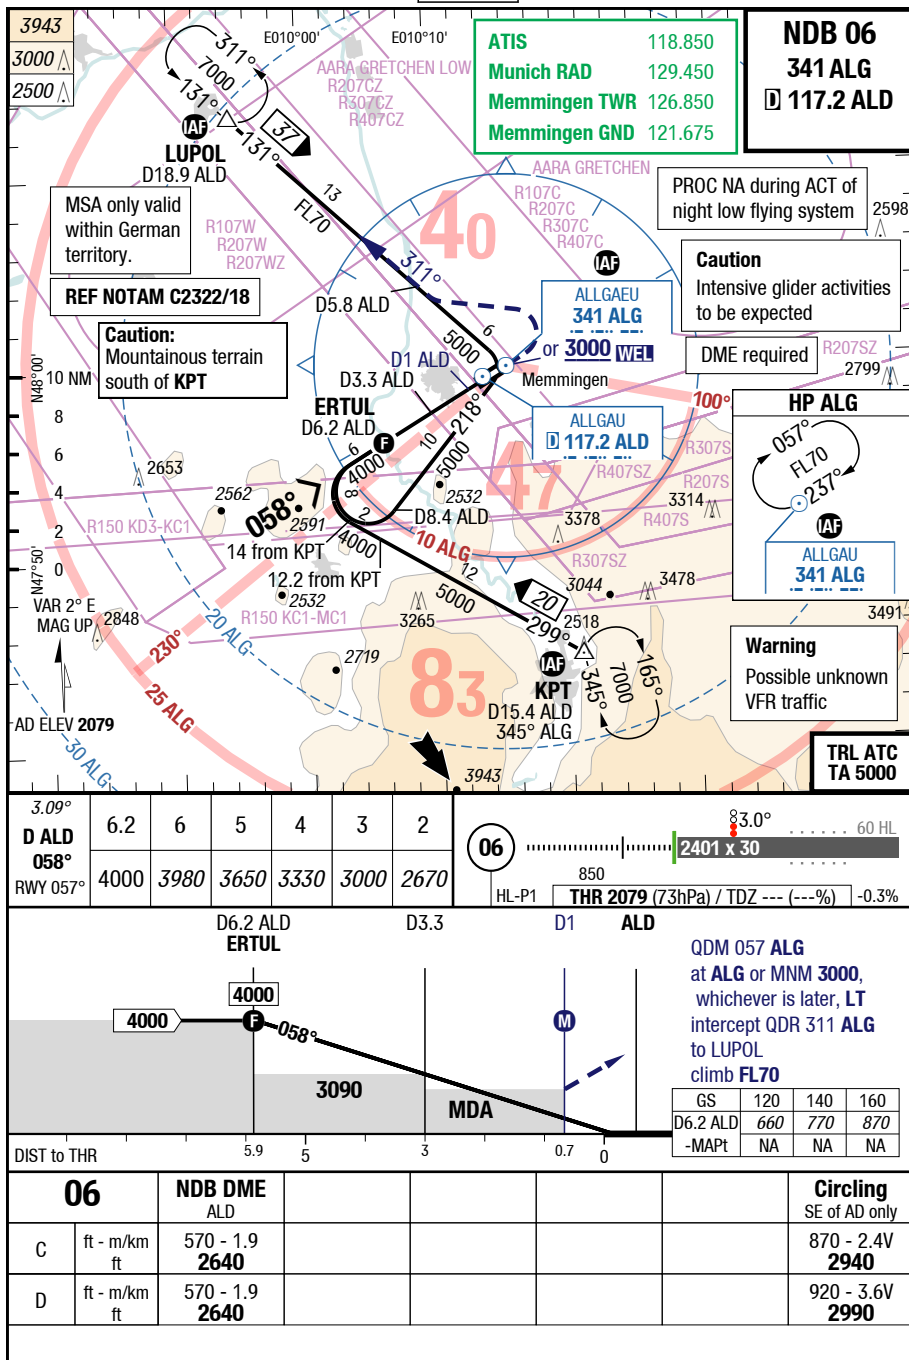 3943
3000
2500
E010°00'
E010°10'
ATIS 118.850
Munich RAD 129.450
Memmingen TWR 126.850
Memmingen GND 121.675
NDB 06
341 ALG
D 117.2 ALD
311°
7000
131°
IAF
LUPOL
D18.9 ALD
131°
37
13
FL70
AARA GRETCHEN LOW
R207CZ
R307CZ
R407CZ
AARA GRETCHEN
R107C
R207C
R307C
R407C
PROC NA during ACT of
night low flying system
2598
MSA only valid
within German
territory.
R107W
R207W
R207WZ
40
311°
IAF
ALLGAEU
341 ALG
or 3000 WEL
Caution
Intensive glider activities
to be expected
REF NOTAM C2322/18
D5.8 ALD
6
5000
Caution:
Mountainous terrain
south of KPT
DME required
R207SZ
2799
N48°00'
10 NM
8
6
4
2
0
N47°50'
D1 ALD
D3.3 ALD
Memmingen
218°
ERTUL
D6.2 ALD
F
ALLGAU
D 117.2 ALD
100°
HP ALG
057°
FL70
237°
IAF
ALLGAU
341 ALG
10
5000
6
4000
8
2
2653
2562
058°
2591
R150 KD3-KC1
2532
D8.4 ALD
47
R407SZ
R307S
R207S
R407S
3314
3378
10 ALG
14 from KPT
4000
12.2 from KPT
12
5000
R307SZ
3044
3478
3491
VAR 2° E
MAG UP
2848
2532
R150 KC1-MC1
20 ALG
3265
20
299°
2518
IAF
KPT
D15.4 ALD
345° ALG
345°
7000
165°
Warning
Possible unknown
VFR traffic
230°
25 ALG
2719
83
AD ELEV 2079
30 ALG
3943
TRL ATC
TA 5000
3.09°
D ALD
058°
RWY 057°
6.2 6 5 4 3 2
4000 3980 3650 3330 3000 2670
06
3.0°
60 HL
2401 x 30
850
HL-P1
THR 2079 (73hPa) / TDZ --- (---%)
-0.3%
D6.2 ALD D3.3 D1 ALD
ERTUL
4000
4000
F
058°
M
3090
MDA
QDM 057 ALG
at ALG or MNM 3000,
whichever is later, LT
intercept QDR 311 ALG
to LUPOL
climb FL70
GS 120 140 160
D6.2 ALD 660 770 870
-MAPt NA NA NA
DIST to THR 5.9 5 3 0.7 0
06 NDB DME Circling
ALD SE of AD only
C ft - m/km 570 - 1.9 870 - 2.4V
ft 2640 2940
D ft - m/km 570 - 1.9 920 - 3.6V
ft 2640 2990